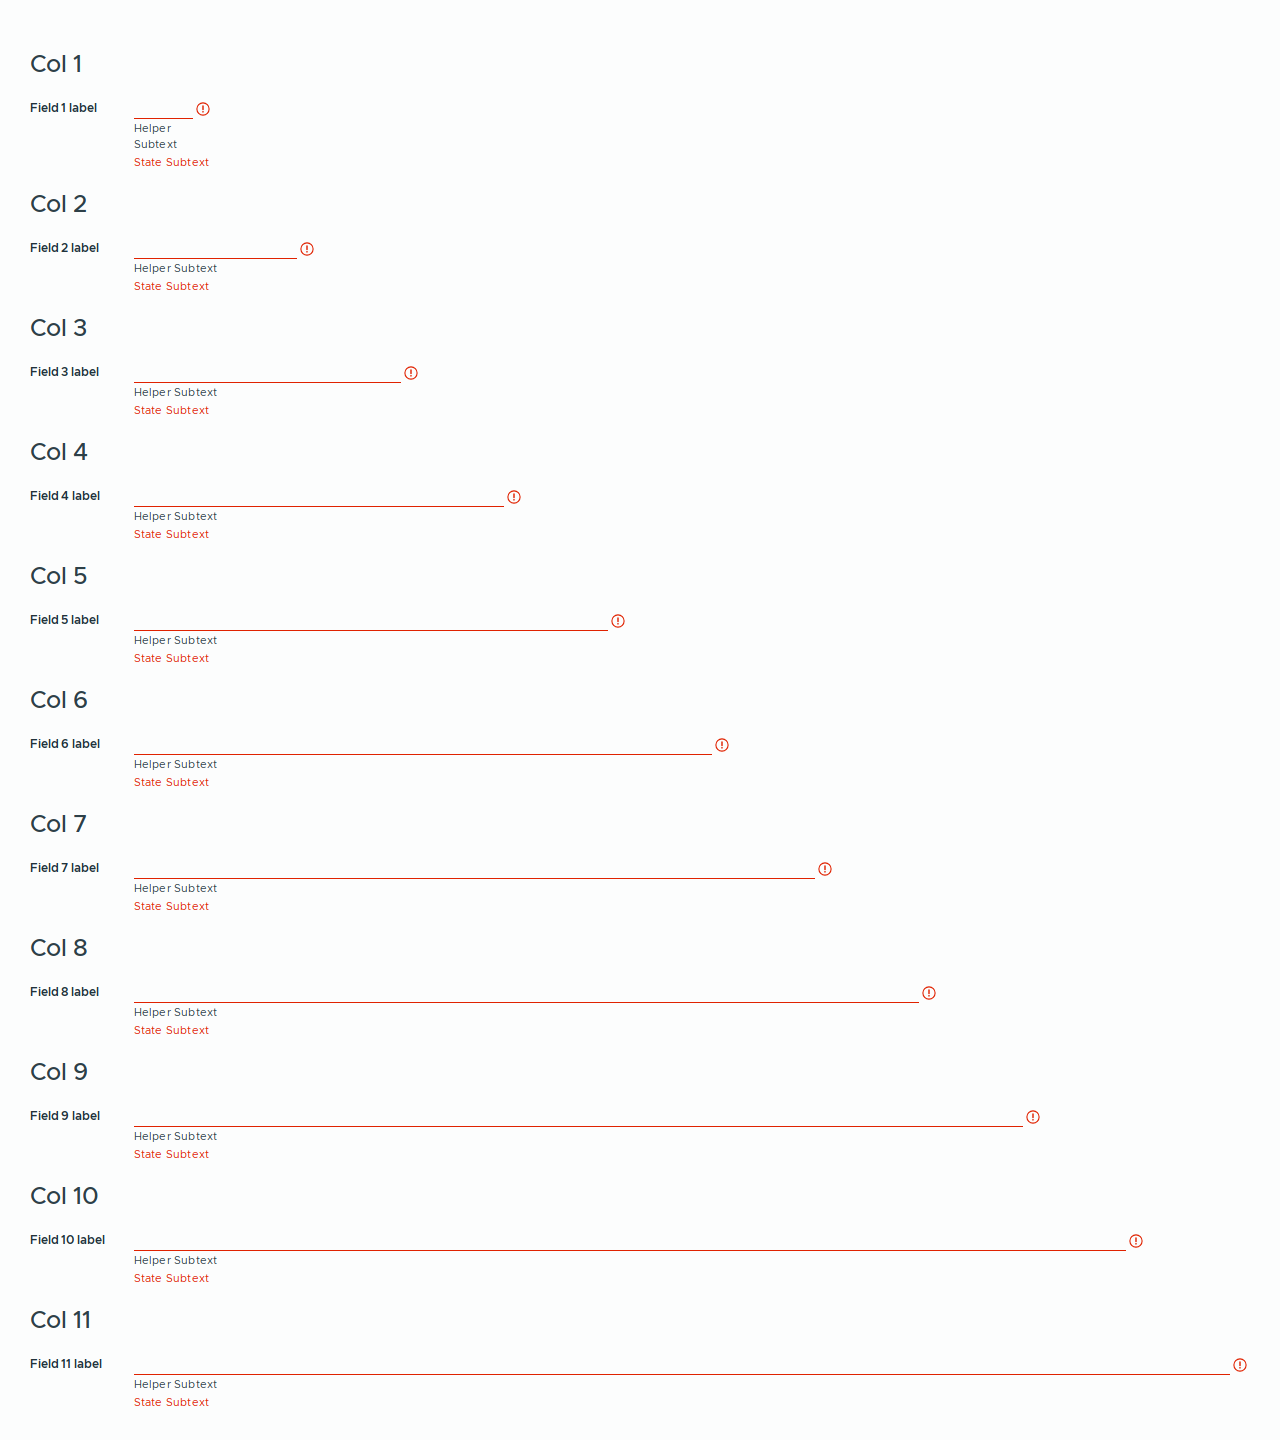 Col 1
Field 1 label
Helper
Subtext
State Subtext
Col 2
Field 2 label
Helper Subtext
State Subtext
Col 3
Field 3 label
Helper Subtext
State Subtext
Col 4
Field 4 label
Helper Subtext
State Subtext
Col 5
Field 5 label
Helper Subtext
State Subtext
Col 6
Field 6 label
Helper Subtext
State Subtext
Col 7
Field 7 label
Helper Subtext
State Subtext
Col 8
Field 8 label
Helper Subtext
State Subtext
Col 9
Field 9 label
Helper Subtext
State Subtext
Col 10
Field 10 label
Helper Subtext
State Subtext
Col 11
Field 11 label
Helper Subtext
State Subtext